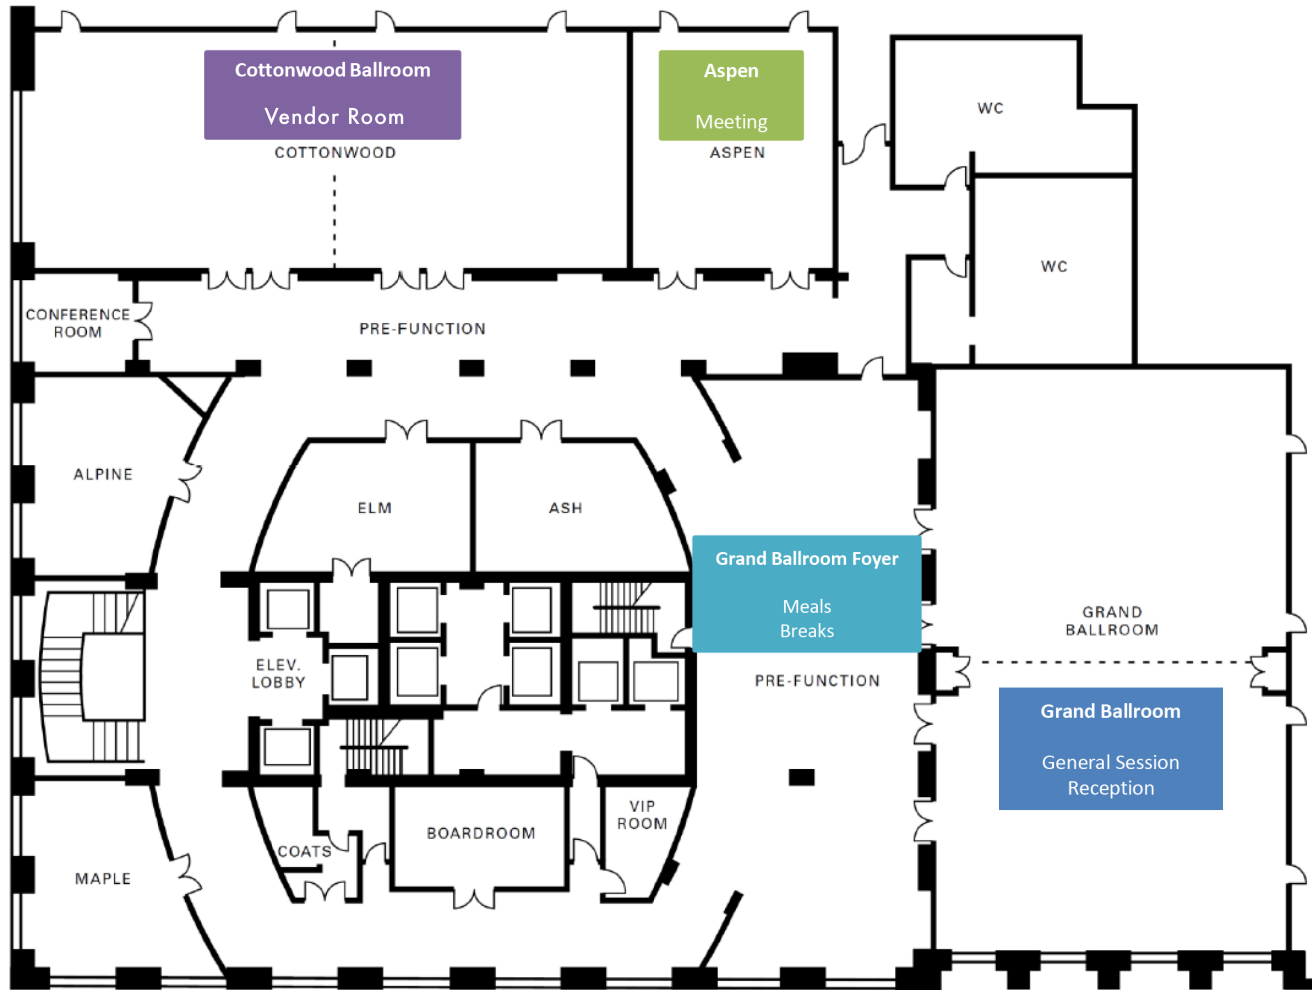 Cottonwood Ballroom
Vendor Room
COTTONWOOD
Aspen
Meeting
ASPEN
WC
WC
CONFERENCE
ROOM
PRE-FUNCTION
ALPINE
ELM
ASH
Grand Ballroom Foyer
Meals
Breaks
PRE-FUNCTION
GRAND
BALLROOM
Grand Ballroom
General Session
Reception
ELEV.
LOBBY
COATS
BOARDROOM
VIP
ROOM
MAPLE